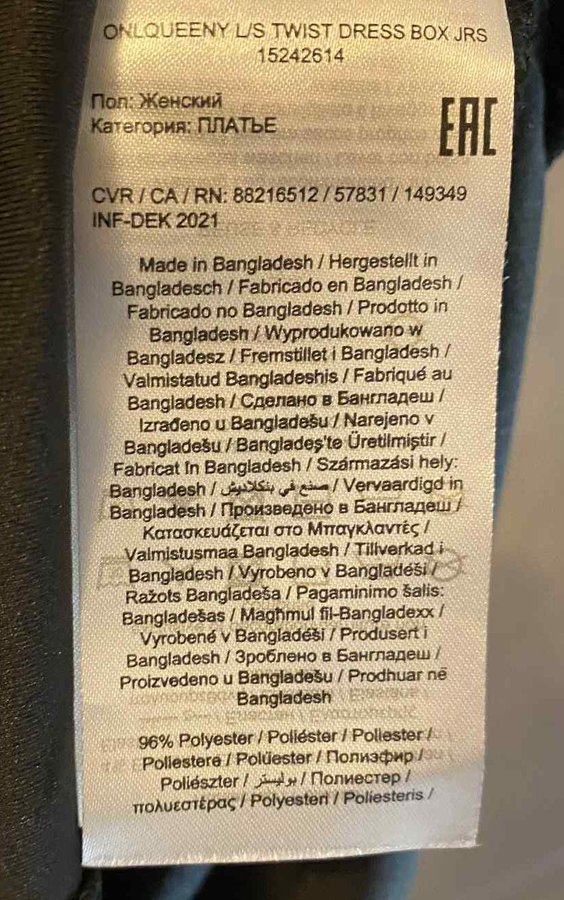 ONLQUEENY L/S TWIST DRESS BOX JRS
15242614
Пол: Женский
Категория: ПЛАТЬЕ
EAC
CVR / CA / RN: 88216512 / 57831 / 149349
INF-DEK 2021
Made in Bangladesh / Hergestellt in
Bangladesch / Fabricado en Bangladesh /
Fabricado no Bangladesh / Prodotto in
Bangladesh / Wyprodukowano w
Bangladesz / Fremstillet i Bangladesh /
Valmistatud Bangladeshis / Fabriqué au
Bangladesh / Сделано в Бангладеш /
Izrađeno u Bangladešu / Narejeno v
Bangladešu / Bangladeş'te Üretilmiştir /
Fabricat în Bangladesh / Származási hely:
Bangladesh / صنع في بنكلاديش / Vervaardigd in
Bangladesh / Произведено в Бангладеш /
Κατασκευάζεται στο Μπαγκλαντές /
Valmistusmaa Bangladesh / Tillverkad i
Bangladesh / Vyrobeno v Bangladéši /
Ražots Bangladeša / Pagaminimo šalis:
Bangladešas / Magħmul fil-Bangladexx /
Vyrobené v Bangladéši / Produsert i
Bangladesh / Зроблено в Бангладеш /
Proizvedeno u Bangladešu / Prodhuar në
Bangladesh
96% Polyester / Poliéster / Poliester /
Poliestere / Polüester / Полиэфир /
Poliészter / بوليستر / Полиестер /
πολυεστέρας / Polyesteri / Poliesteris /